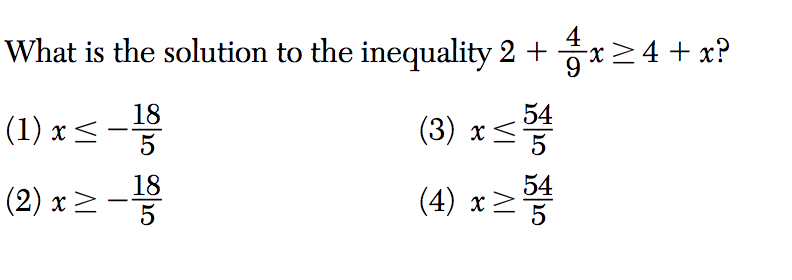 What is the solution to the inequality 2 + 4/9 x ≥ 4 + x?
(1) x ≤ −18/5 (3) x ≤ 54/5
(2) x ≥ −18/5 (4) x ≥ 54/5